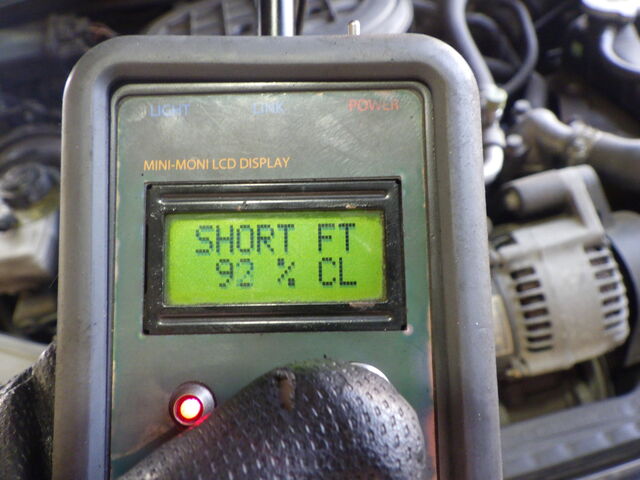 LIGHT LINK POWER
MINI-MONI LCD DISPLAY
SHORT FT
92 % CL